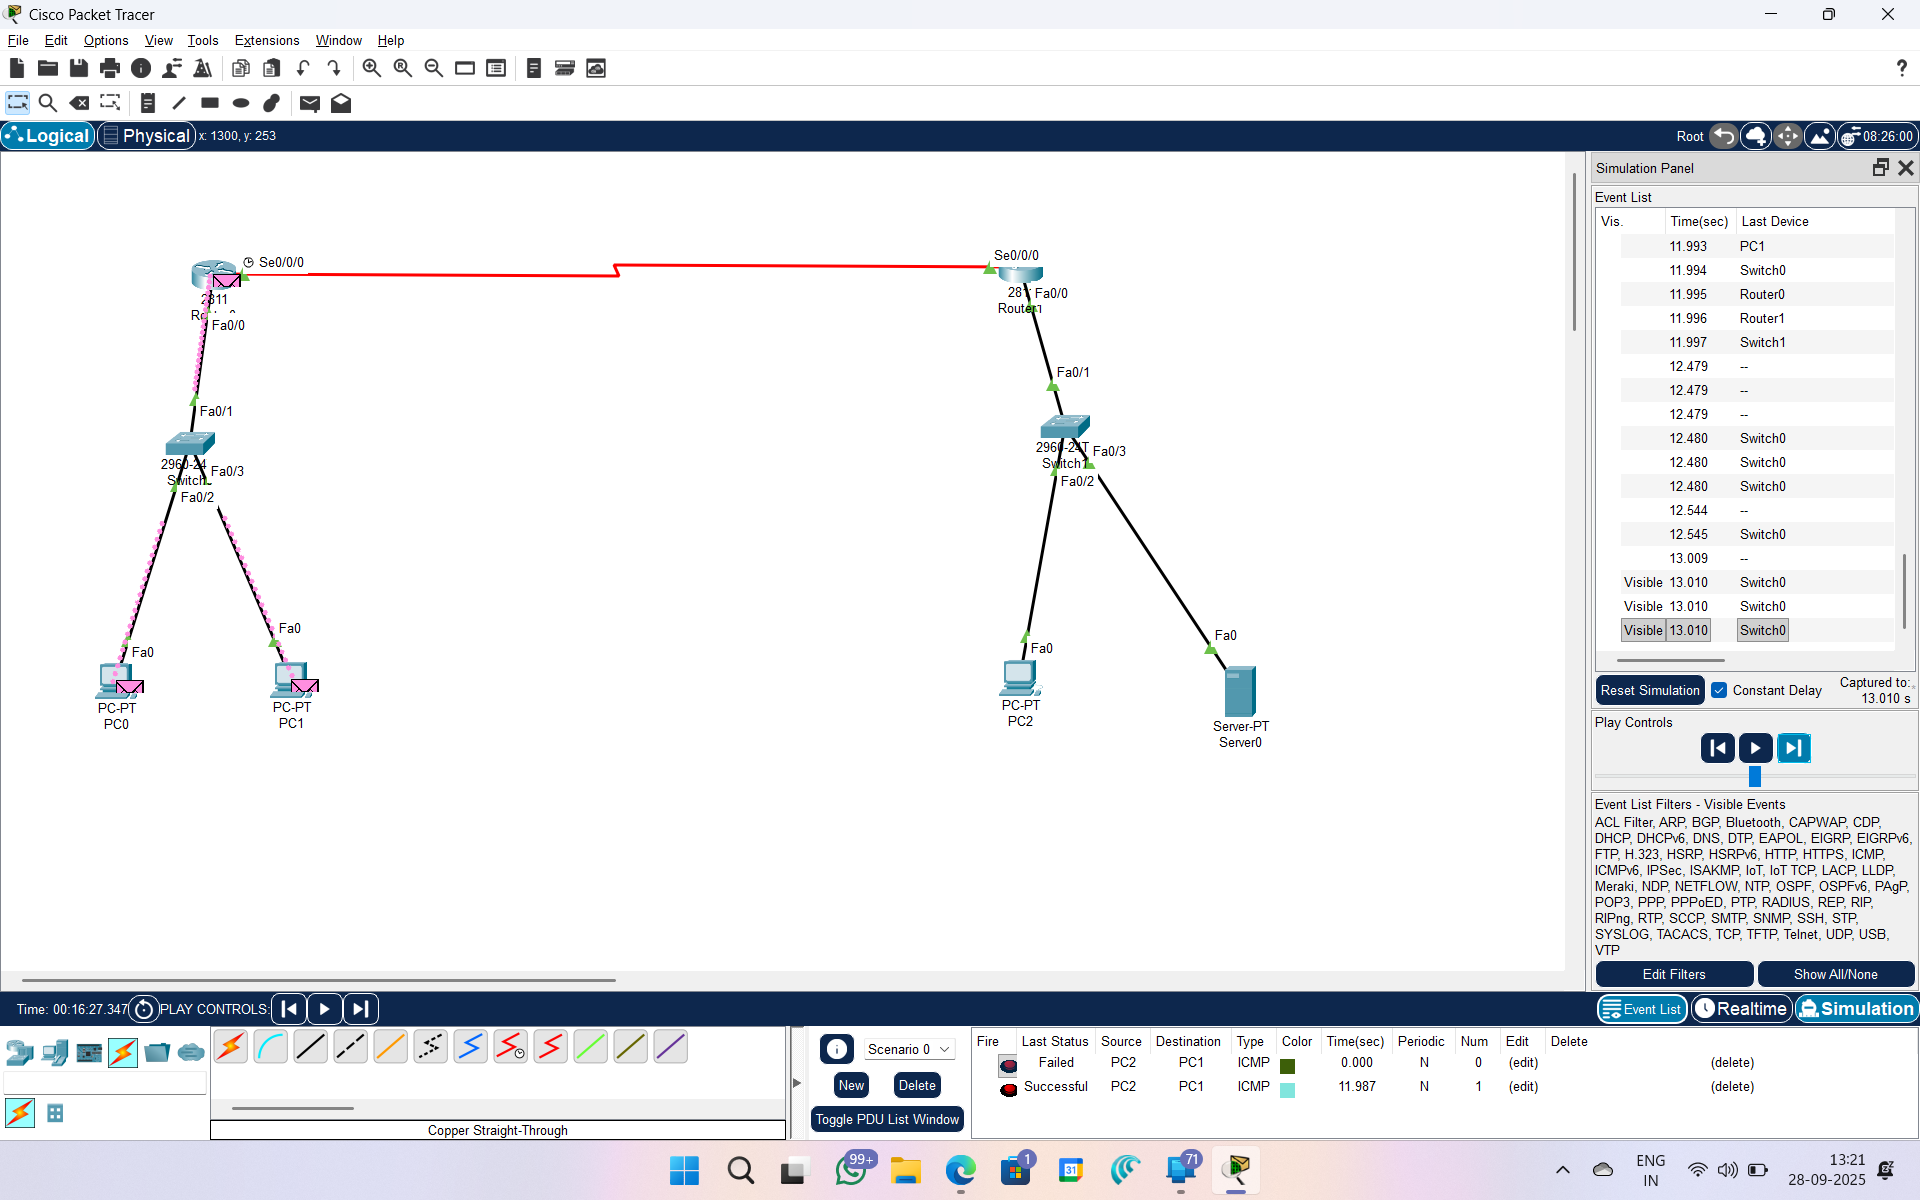 Cisco Packet Tracer
File Edit Options View Tools Extensions Window Help
?
Logical Physical x: 1300, y: 253
Root 08:26:00
Simulation Panel
Event List
Vis. Time(sec) Last Device
11.993 PC1
11.994 Switch0
11.995 Router0
11.996 Router1
11.997 Switch1
12.479 --
12.479 --
12.479 --
12.480 Switch0
12.480 Switch0
12.480 Switch0
12.544 --
12.545 Switch0
13.009 --
Visible 13.010 Switch0
Visible 13.010 Switch0
Visible 13.010 Switch0
Reset Simulation Constant Delay Captured to:
13.010 s
Play Controls
Event List Filters - Visible Events
ACL Filter, ARP, BGP, Bluetooth, CAPWAP, CDP,
DHCP, DHCPv6, DNS, DTP, EAPOL, EIGRP, EIGRPv6,
FTP, H.323, HSRP, HSRPv6, HTTP, HTTPS, ICMP,
ICMPv6, IPSec, ISAKMP, IoT, IoT TCP, LACP, LLDP,
Meraki, NDP, NETFLOW, NTP, OSPF, OSPFv6, PAgP,
POP3, PPP, PPPoED, PTP, RADIUS, REP, RIP,
RIPng, RTP, SCCP, SMTP, SNMP, SSH, STP,
SYSLOG, TACACS, TCP, TFTP, Telnet, UDP, USB,
VTP
Edit Filters Show All/None
Event List Realtime Simulation
Se0/0/0
2811
Fa0/0
Fa0/1
Fa0/3
Fa0/2
Fa0
PC-PT
PC0
Fa0
PC-PT
PC1
Se0/0/0
Fa0/0
Router1
Fa0/1
2960-24T
Fa0/3
Switch1
Fa0/2
Fa0
PC-PT
PC2
Fa0
Server-PT
Server0
Time: 00:16:27.347 PLAY CONTROLS:
Copper Straight-Through
Scenario 0
New Delete
Toggle PDU List Window
Fire Last Status Source Destination Type Color Time(sec) Periodic Num Edit Delete
Failed PC2 PC1 ICMP 0.000 N 0 (edit) (delete)
Successful PC2 PC1 ICMP 11.987 N 1 (edit) (delete)
99+
1
31
71
ENG
IN
13:21
28-09-2025